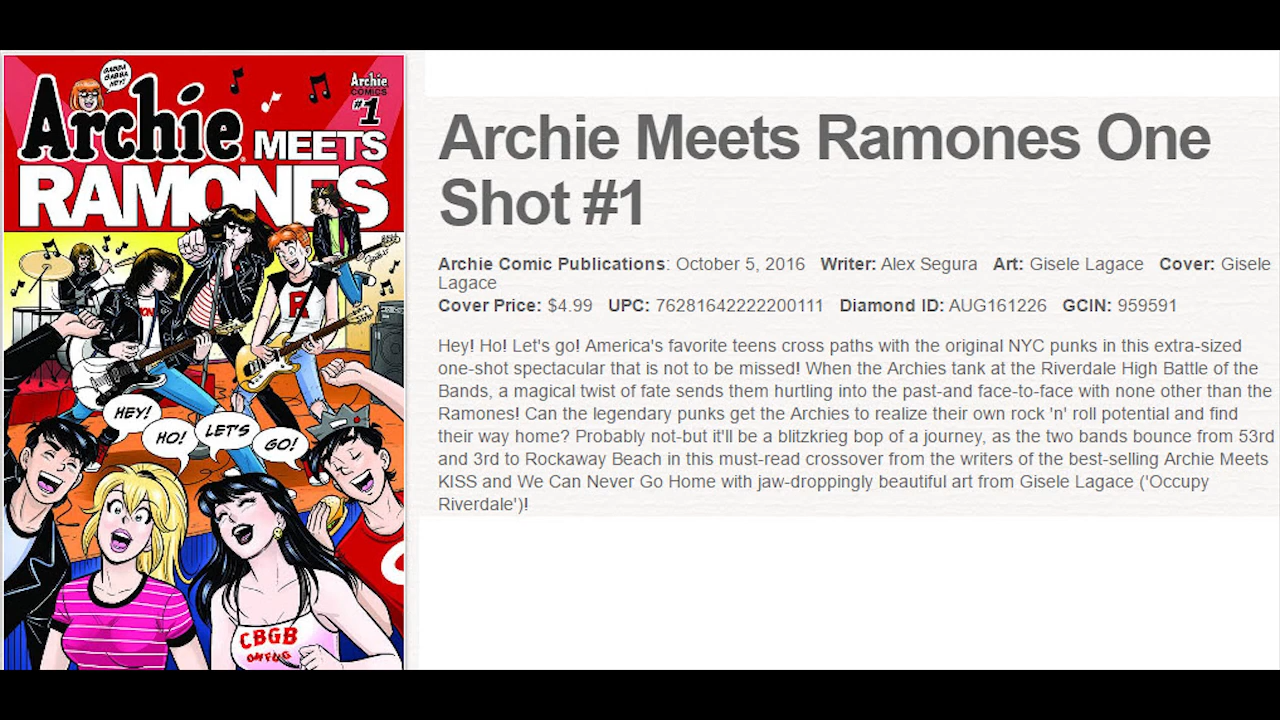 GABBA
GABBA
HEY!
Archie
Archie
COMICS
#1
MEETS
RAMONES
R
HEY!
HO!
LET'S
GO!
CBGB
OMFUG
Archie Meets Ramones One
Shot #1
Archie Comic Publications: October 5, 2016 Writer: Alex Segura Art: Gisele Lagace Cover: Gisele
Lagace
Cover Price: $4.99 UPC: 76281642222200111 Diamond ID: AUG161226 GCIN: 959591
Hey! Ho! Let's go! America's favorite teens cross paths with the original NYC punks in this extra-sized
one-shot spectacular that is not to be missed! When the Archies tank at the Riverdale High Battle of the
Bands, a magical twist of fate sends them hurtling into the past-and face-to-face with none other than the
Ramones! Can the legendary punks get the Archies to realize their own rock 'n' roll potential and find
their way home? Probably not-but it'll be a blitzkrieg bop of a journey, as the two bands bounce from 53rd
and 3rd to Rockaway Beach in this must-read crossover from the writers of the best-selling Archie Meets
KISS and We Can Never Go Home with jaw-droppingly beautiful art from Gisele Lagace ('Occupy
Riverdale')!